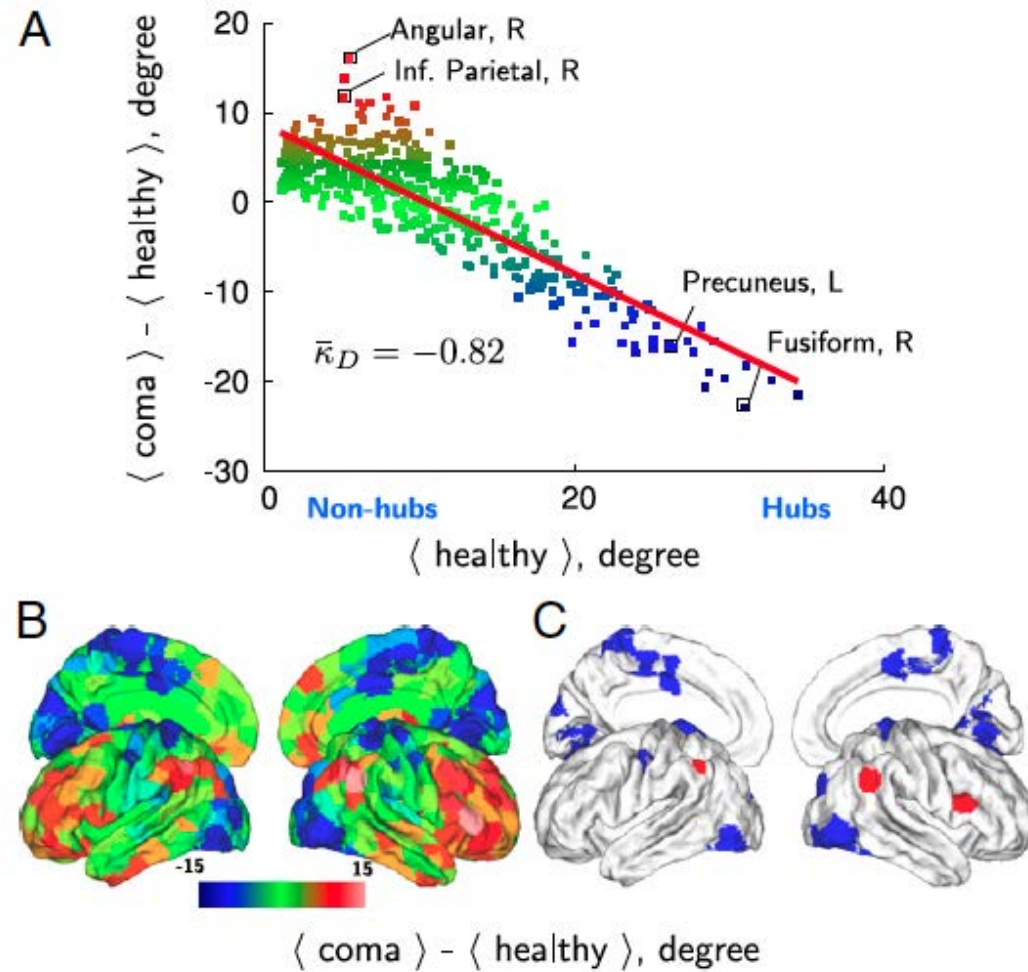 A
20
10
0
-10
-20
-30
⟨ coma ⟩ - ⟨ healthy ⟩, degree
Angular, R
Inf. Parietal, R
Precuneus, L
Fusiform, R
κ̄_D = −0.82
0
20
40
Non-hubs
Hubs
⟨ healthy ⟩, degree
B
C
-15
15
⟨ coma ⟩ - ⟨ healthy ⟩, degree